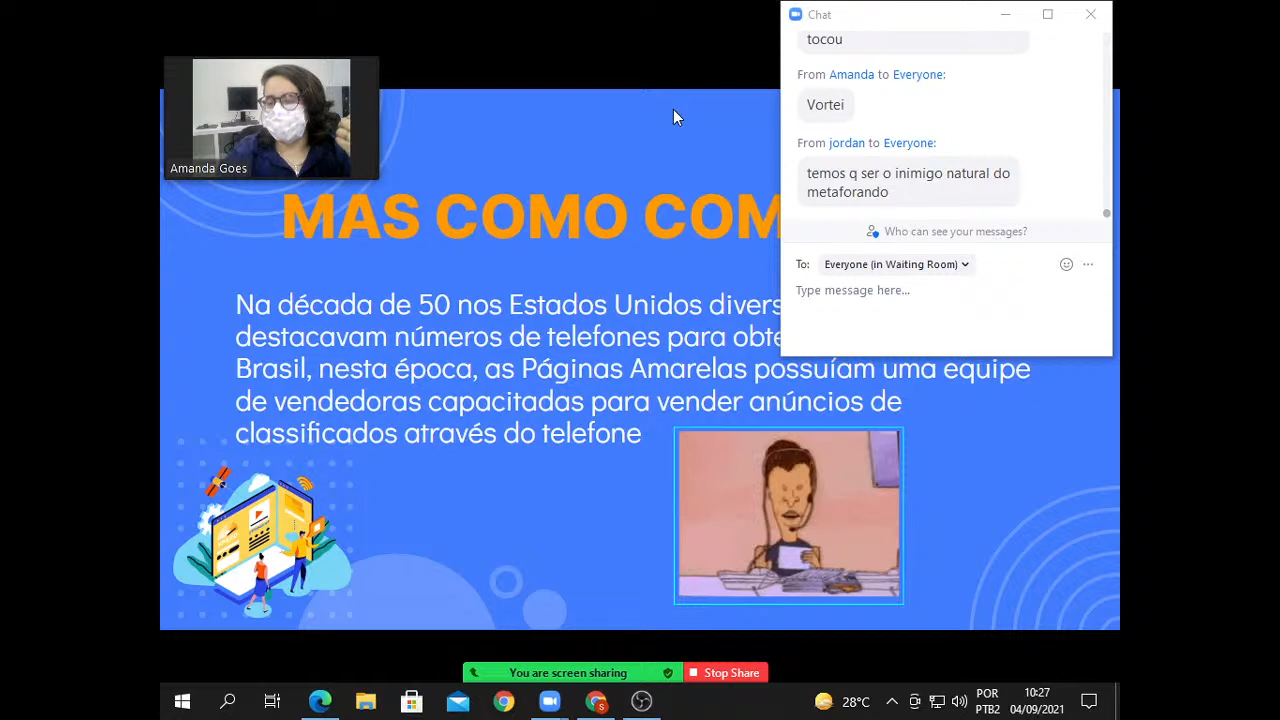 Chat
tocou
From Amanda to Everyone:
Vortei
From jordan to Everyone:
temos q ser o inimigo natural do
metaforando
Who can see your messages?
To: Everyone (in Waiting Room)
Type message here...
Amanda Goes
MAS COMO COM
Na década de 50 nos Estados Unidos divers
destacavam números de telefones para obte
Brasil, nesta época, as Páginas Amarelas possuíam uma equipe
de vendedoras capacitadas para vender anúncios de
classificados através do telefone
You are screen sharing
Stop Share
28°C
POR
PTB2
10:27
04/09/2021